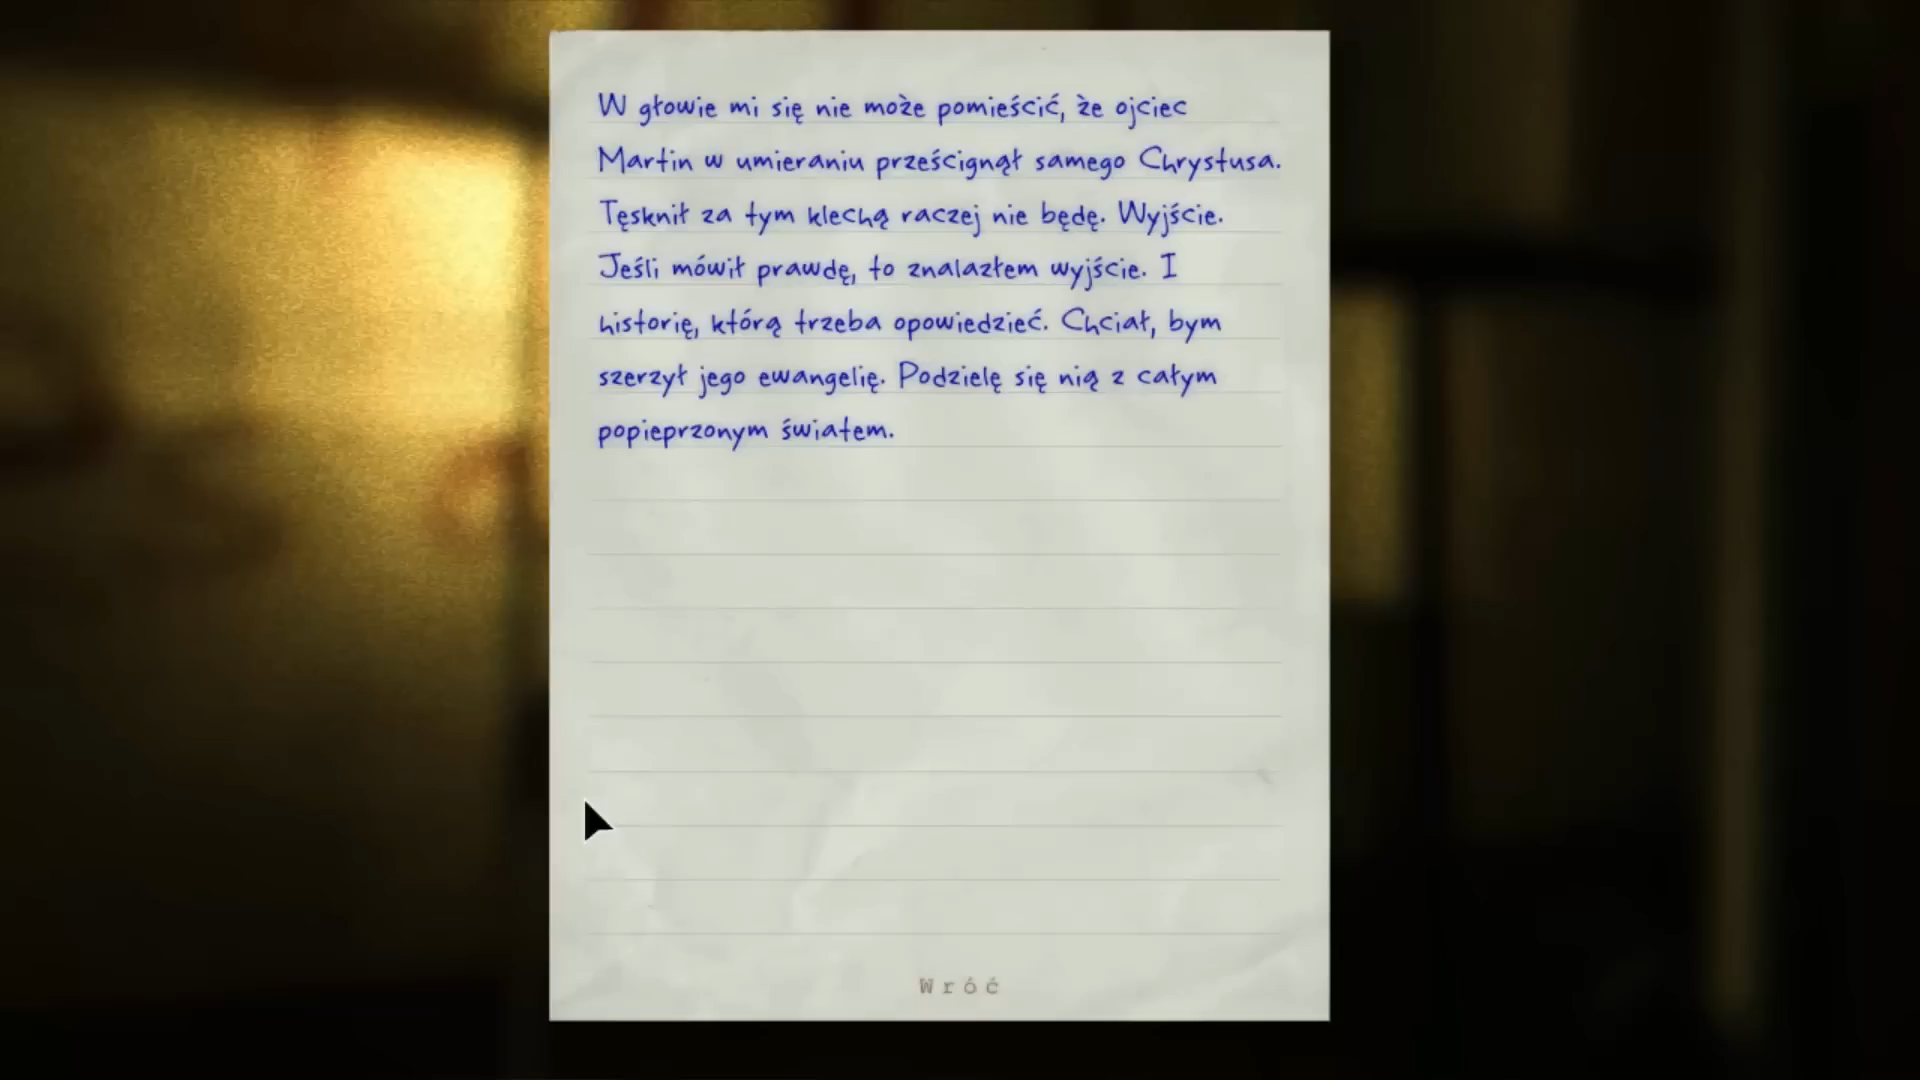 W głowie mi się nie może pomieścić, że ojciec
Martin w umieraniu prześcignął samego Chrystusa.
Tęsknił za tym klechą raczej nie będę. Wyjście.
Jeśli mówił prawdę, to znalazłem wyjście. I
historię, którą trzeba opowiedzieć. Chciał, bym
szerzył jego ewangelię. Podzielę się nią z całym
popieprzonym światem.
Wróć